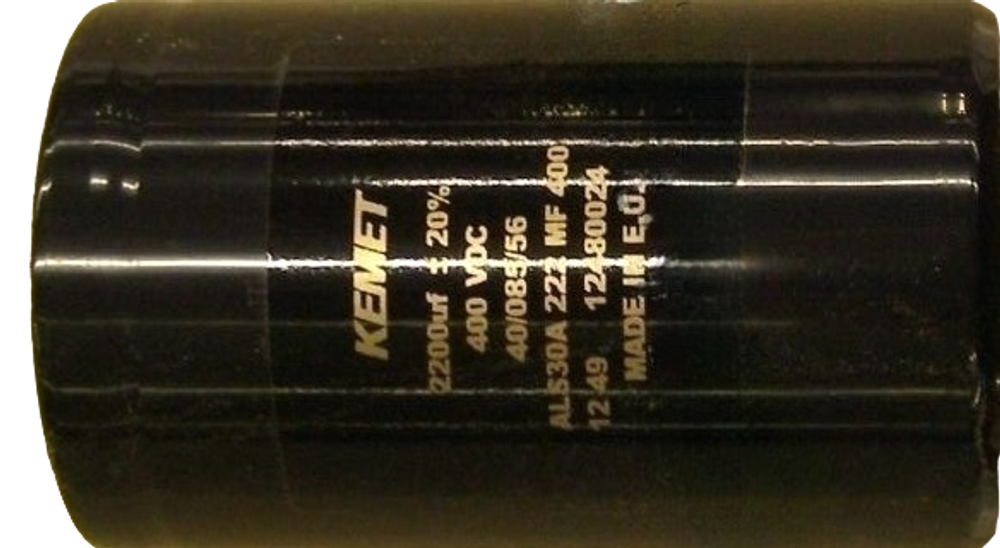 KEMET
2200uf ± 20%
400 VDC
40/085/56
ALS30A 222 MF 400
12 49 12480024
MADE IN E.U.